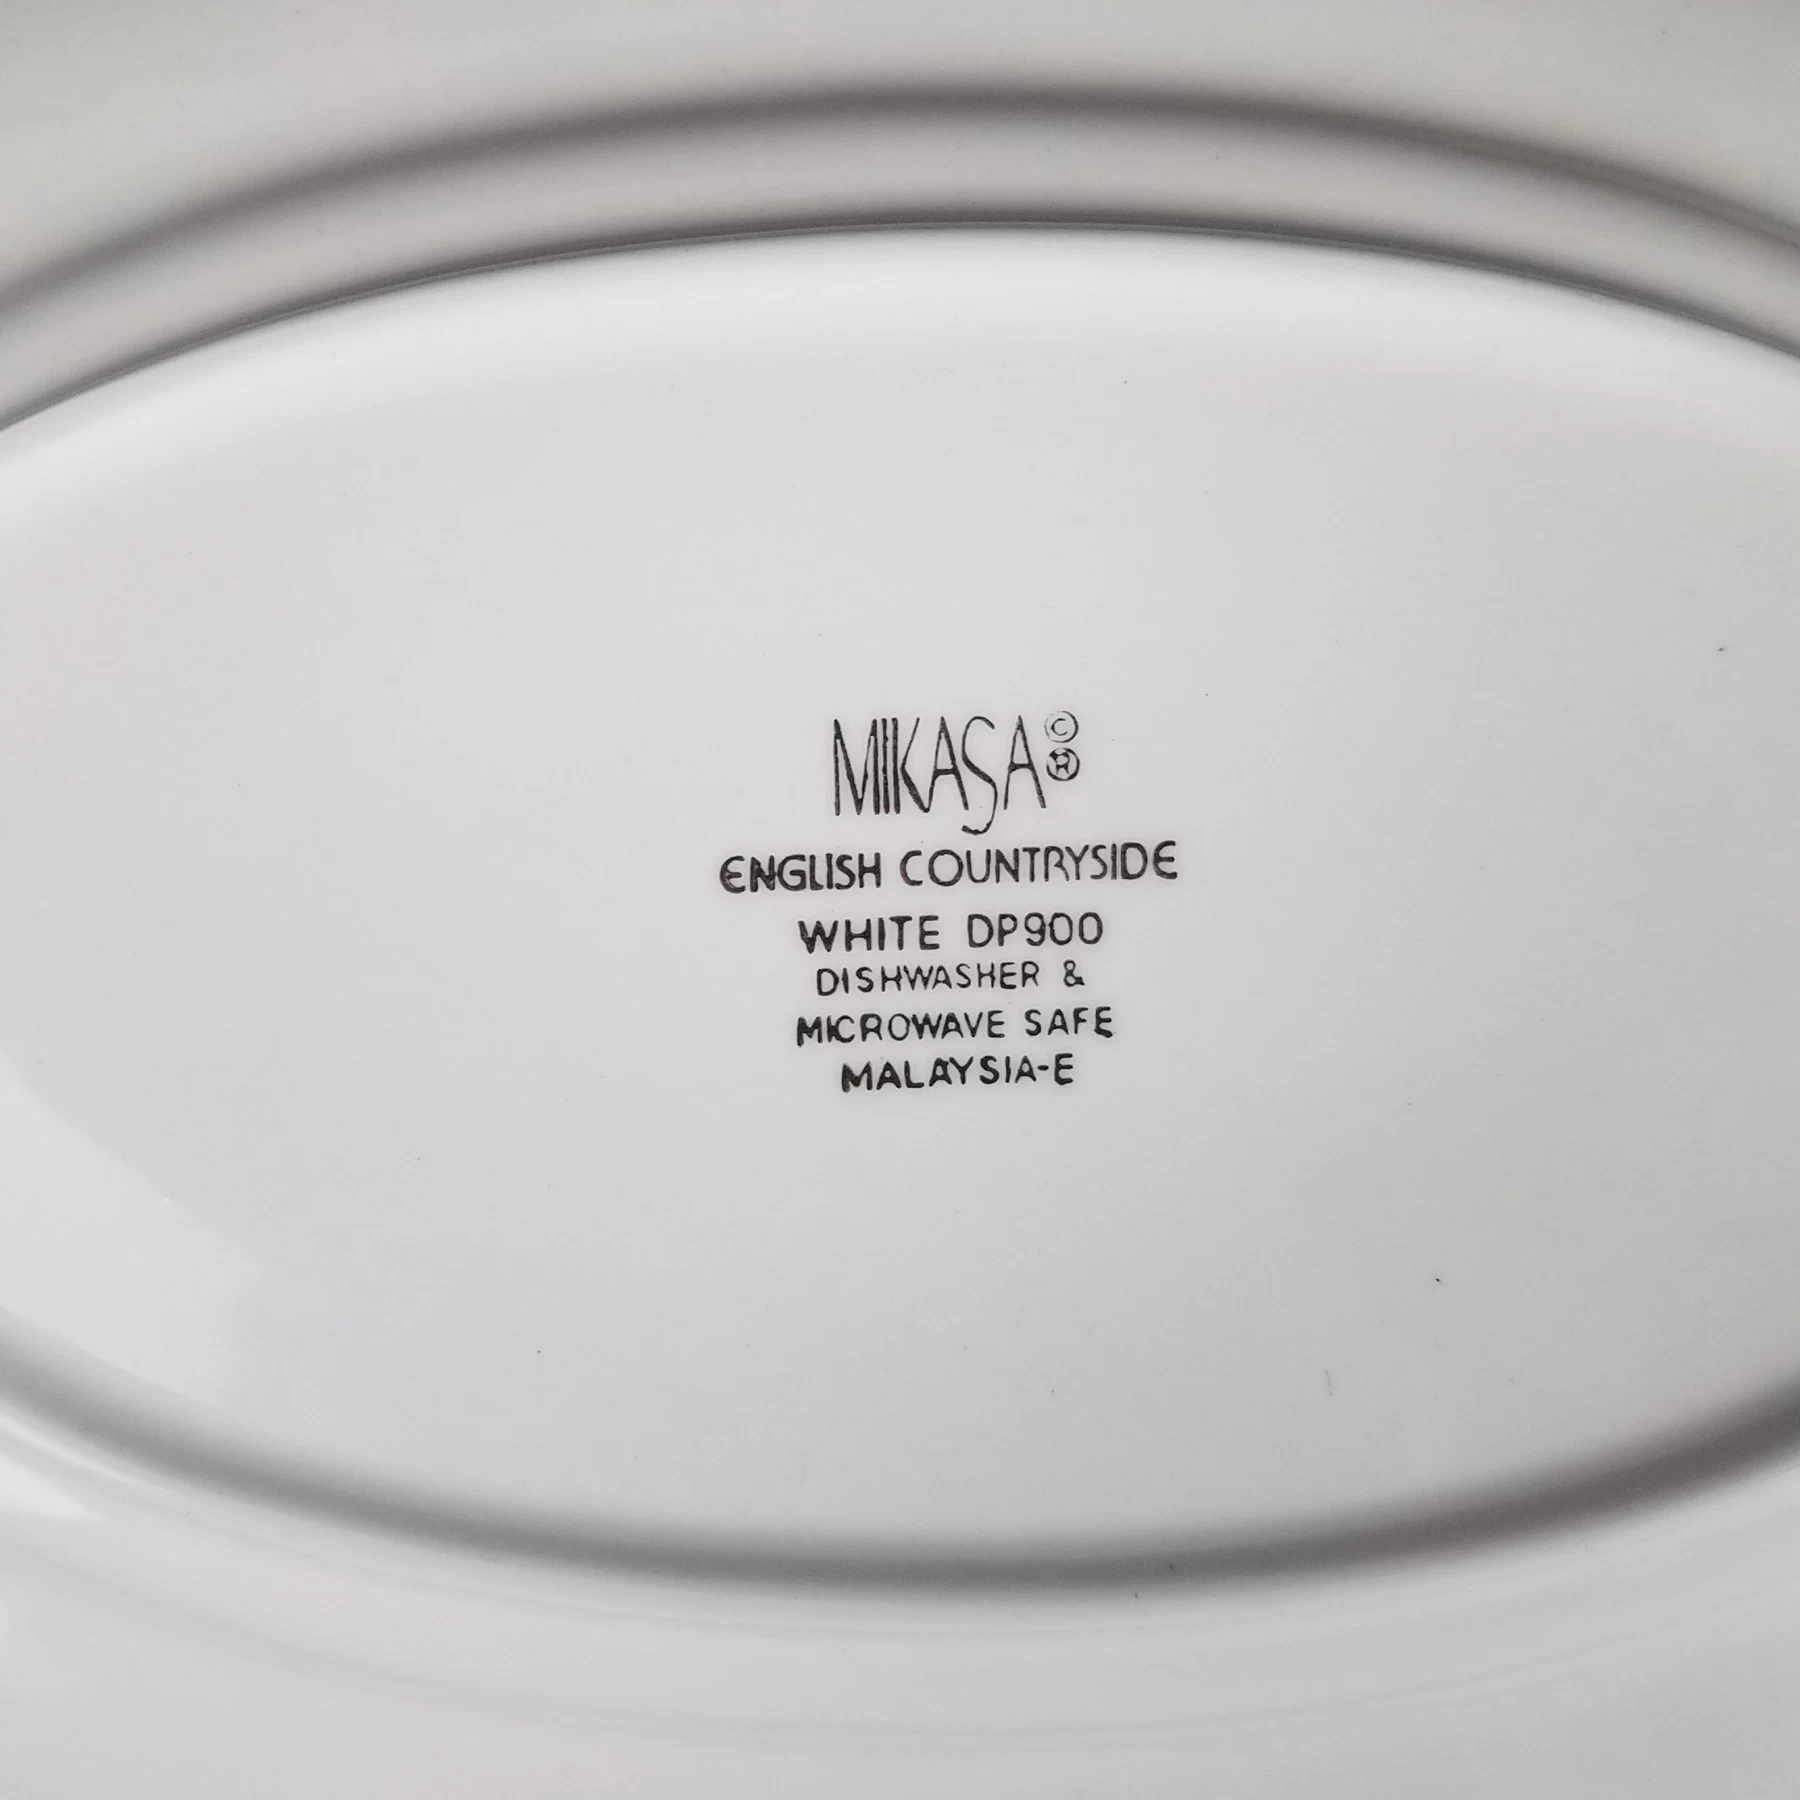 MIKASA © ®
ENGLISH COUNTRYSIDE
WHITE DP900
DISHWASHER &
MICROWAVE SAFE
MALAYSIA-E